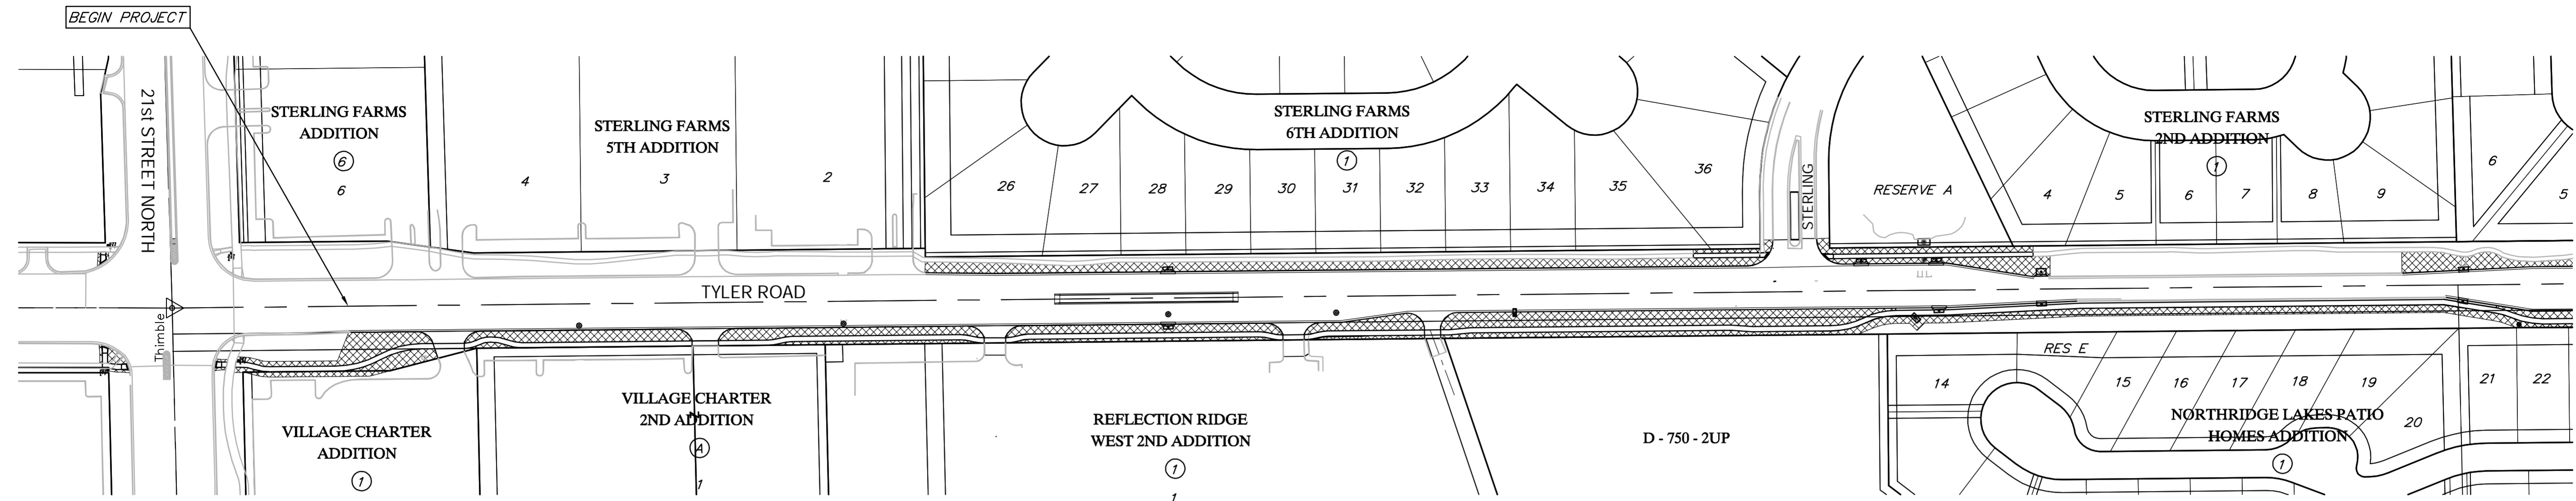 BEGIN PROJECT
21st STREET NORTH
STERLING FARMS
ADDITION
6
6
4
STERLING FARMS
5TH ADDITION
3
2
STERLING FARMS
6TH ADDITION
1
26
27
28
29
30
31
32
33
34
35
36
STERLING
RESERVE A
STERLING FARMS
2ND ADDITION
1
4
5
6
7
8
9
6
5
TYLER ROAD
Thimble
VILLAGE CHARTER
ADDITION
1
VILLAGE CHARTER
2ND ADDITION
A
1
2
REFLECTION RIDGE
WEST 2ND ADDITION
1
1
D - 750 - 2UP
RES E
14
15
16
17
18
19
20
21
22
NORTHRIDGE LAKES PATIO
HOMES ADDITION
1